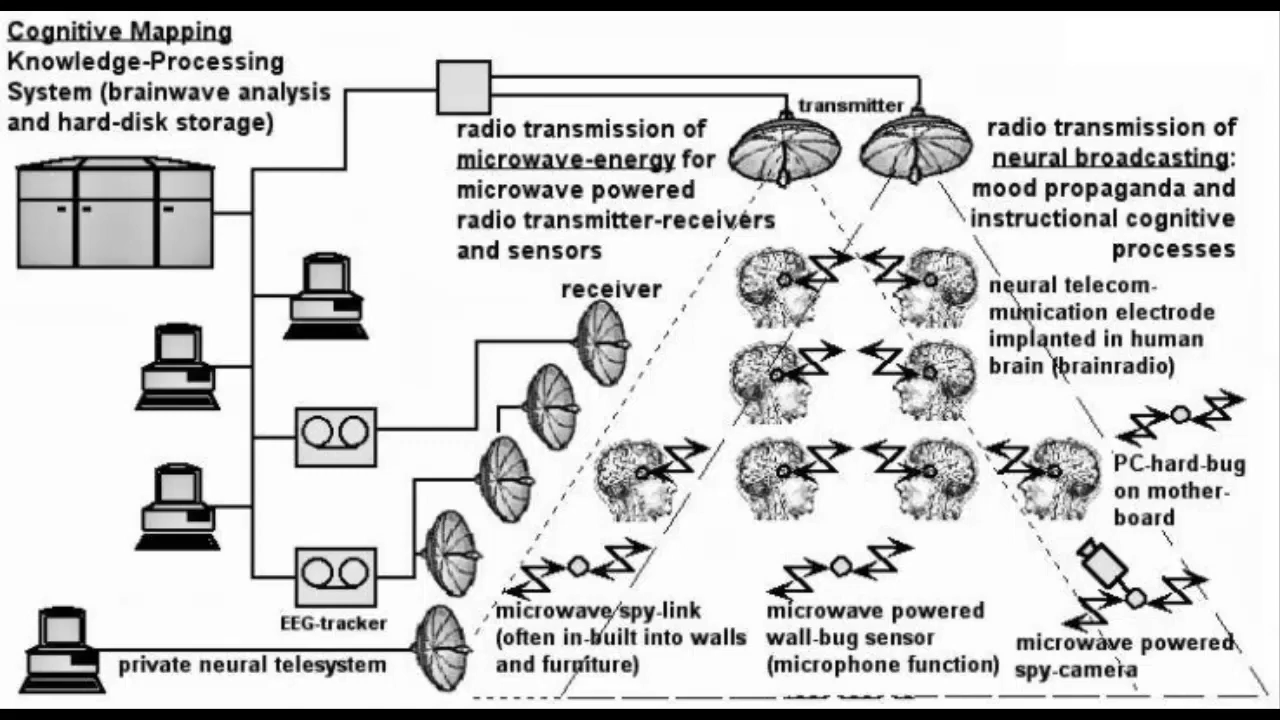 Cognitive Mapping
Knowledge-Processing
System (brainwave analysis
and hard-disk storage)
transmitter
radio transmission of
microwave-energy for
microwave powered
radio transmitter-receivers
and sensors
radio transmission of
neural broadcasting:
mood propaganda and
instructional cognitive
processes
receiver
neural telecom-
munication electrode
implanted in human
brain (brainradio)
PC-hard-bug
on mother-
board
EEG-tracker
private neural telesystem
microwave spy-link
(often in-built into walls
and furniture)
microwave powered
wall-bug sensor
(microphone function)
microwave powered
spy-camera